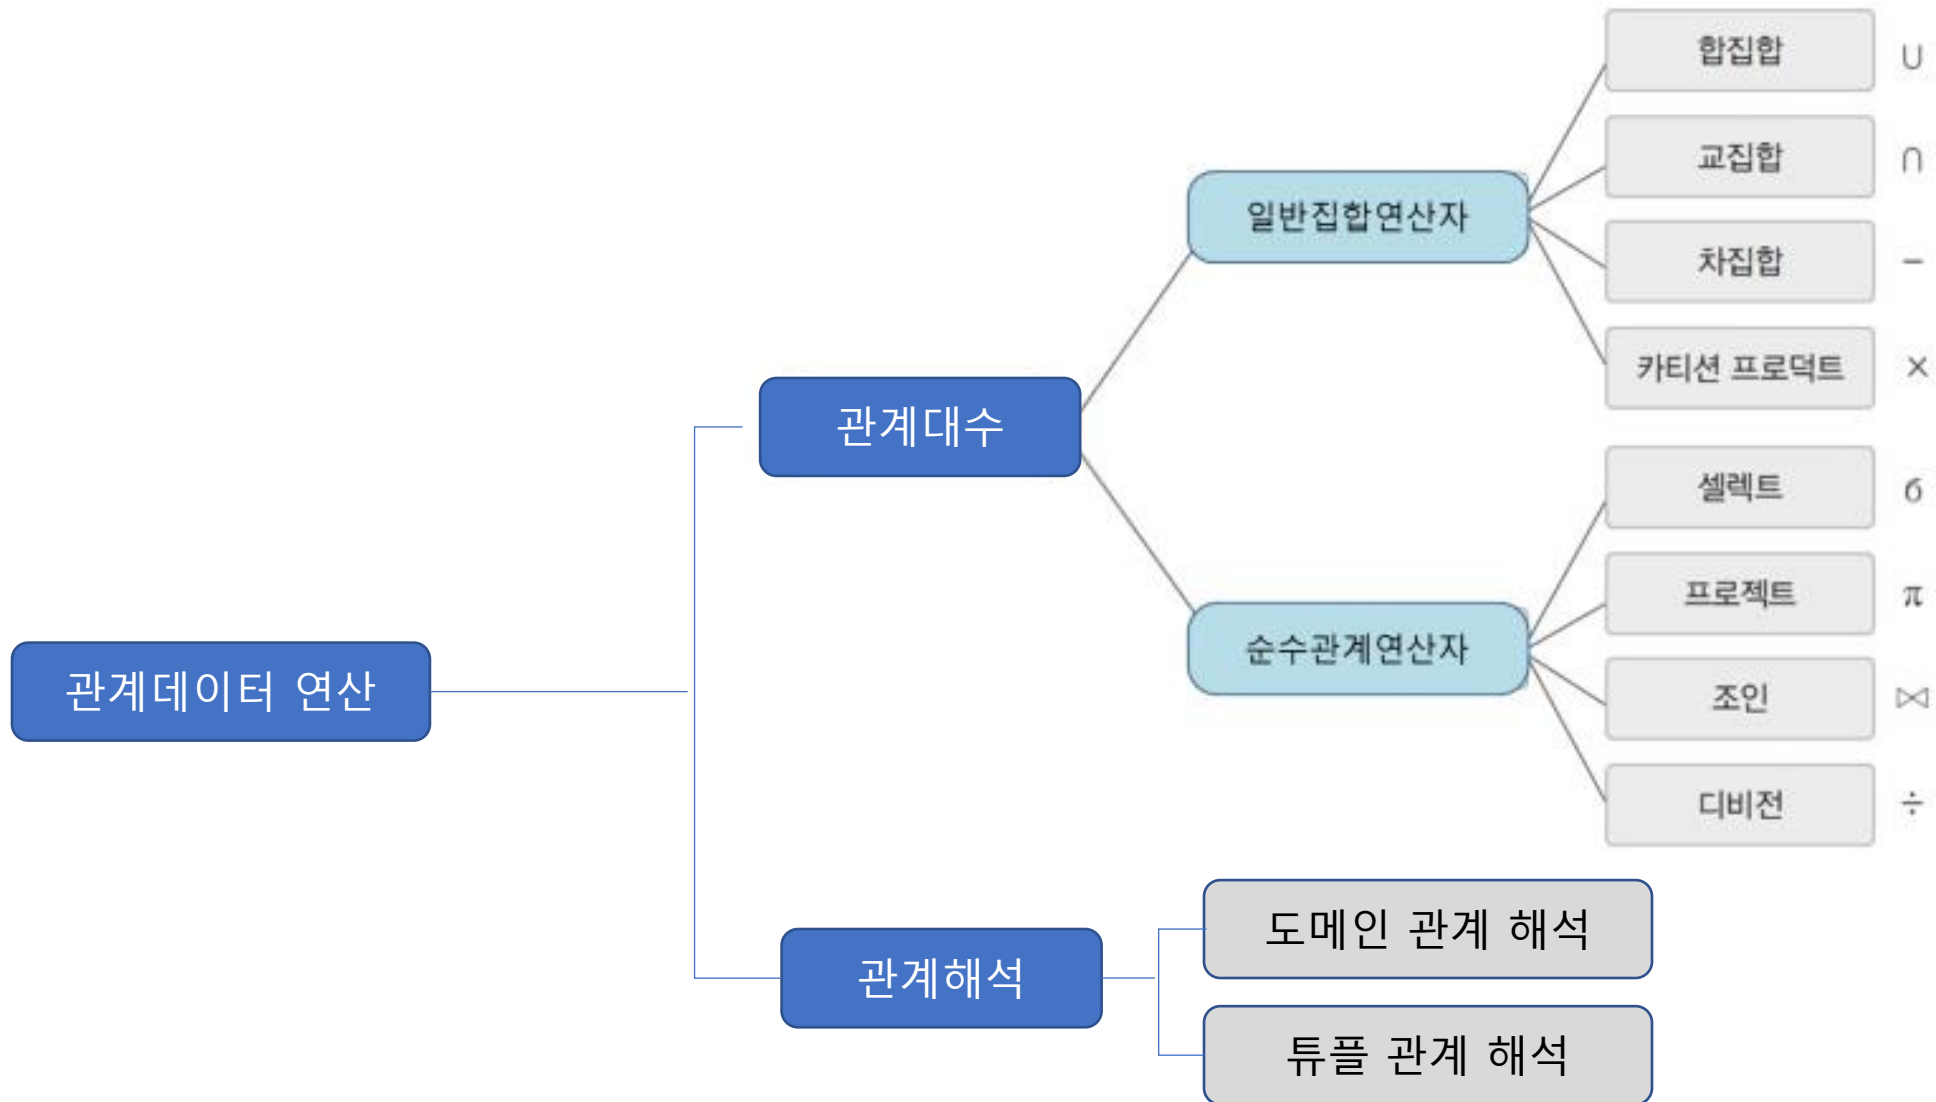 합집합 ∪
교집합 ∩
일반집합연산자
차집합 −
카티션 프로덕트 ×
관계대수
셀렉트 σ
프로젝트 π
순수관계연산자
관계데이터 연산
조인 ⋈
디비전 ÷
도메인 관계 해석
관계해석
튜플 관계 해석